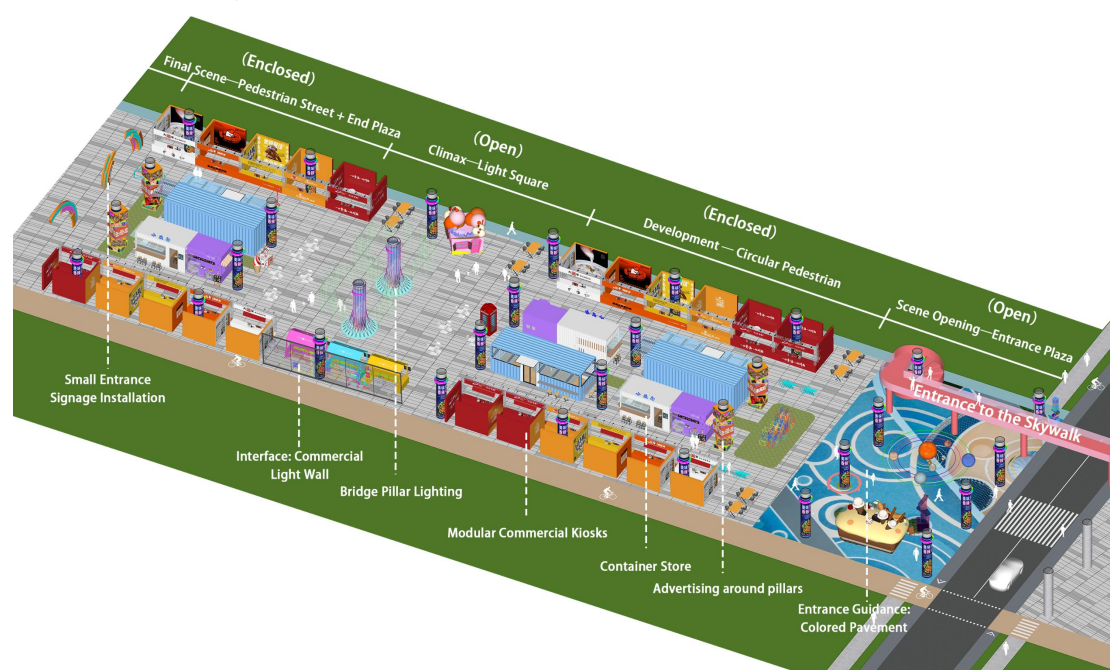 (Enclosed)
Final Scene—Pedestrian Street + End Plaza
(Open)
Climax—Light Square
(Enclosed)
Development — Circular Pedestrian
(Open)
Scene Opening—Entrance Plaza
Entrance to the Skywalk
Small Entrance
Signage Installation
Interface: Commercial
Light Wall
Bridge Pillar Lighting
Modular Commercial Kiosks
Container Store
Advertising around pillars
Entrance Guidance:
Colored Pavement